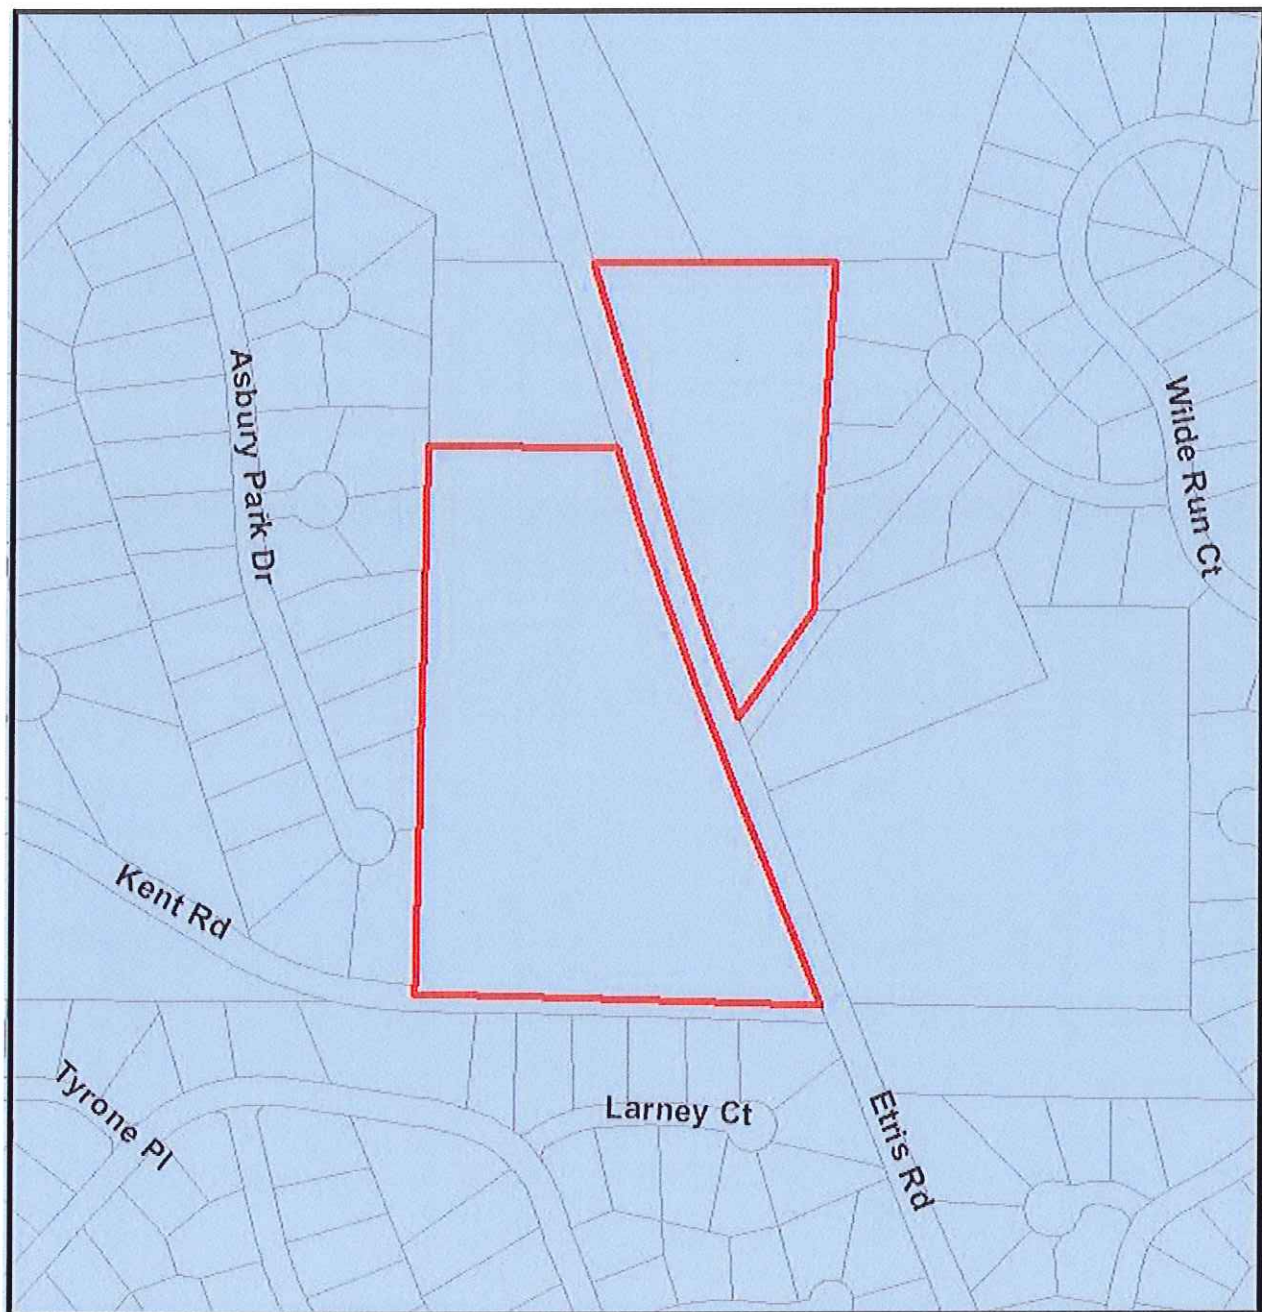 Asbury Park Dr
Wilde Run Ct
Kent Rd
Tyrone Pl
Larney Ct
Etris Rd